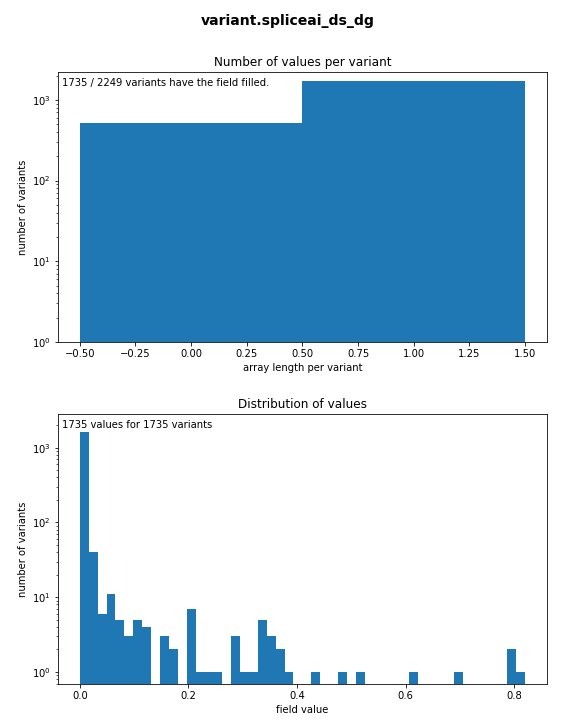 variant.spliceai_ds_dg
Number of values per variant
1735 / 2249 variants have the field filled.
number of variants
10³
10²
10¹
10⁰
−0.50 −0.25 0.00 0.25 0.50 0.75 1.00 1.25 1.50
array length per variant
Distribution of values
1735 values for 1735 variants
number of variants
10³
10²
10¹
10⁰
0.0 0.2 0.4 0.6 0.8
field value